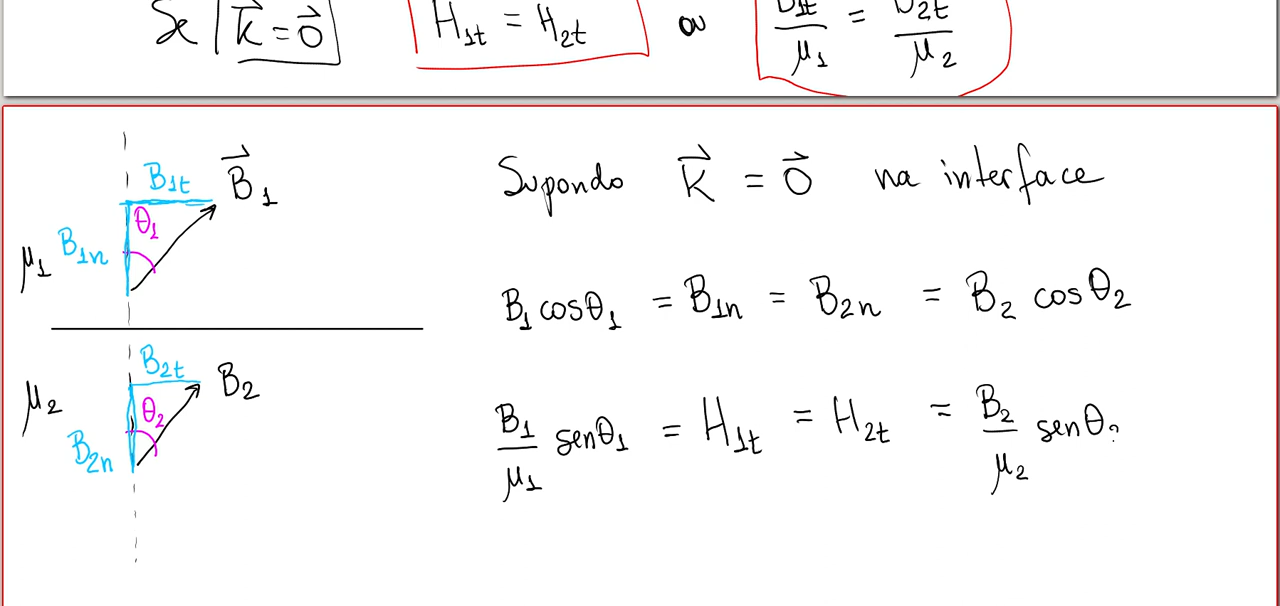 Se K⃗ = 0⃗ H₁t = H₂t ou B₁t/μ₁ = B₂t/μ₂
B₁t B⃗₁
θ₁
B₁n
μ₁
Supondo K⃗ = 0⃗ na interface
B₁ cosθ₁ = B₁n = B₂n = B₂ cosθ₂
B₂t B₂
μ₂ θ₂
B₂n
B₁/μ₁ senθ₁ = H₁t = H₂t = B₂/μ₂ senθ₂